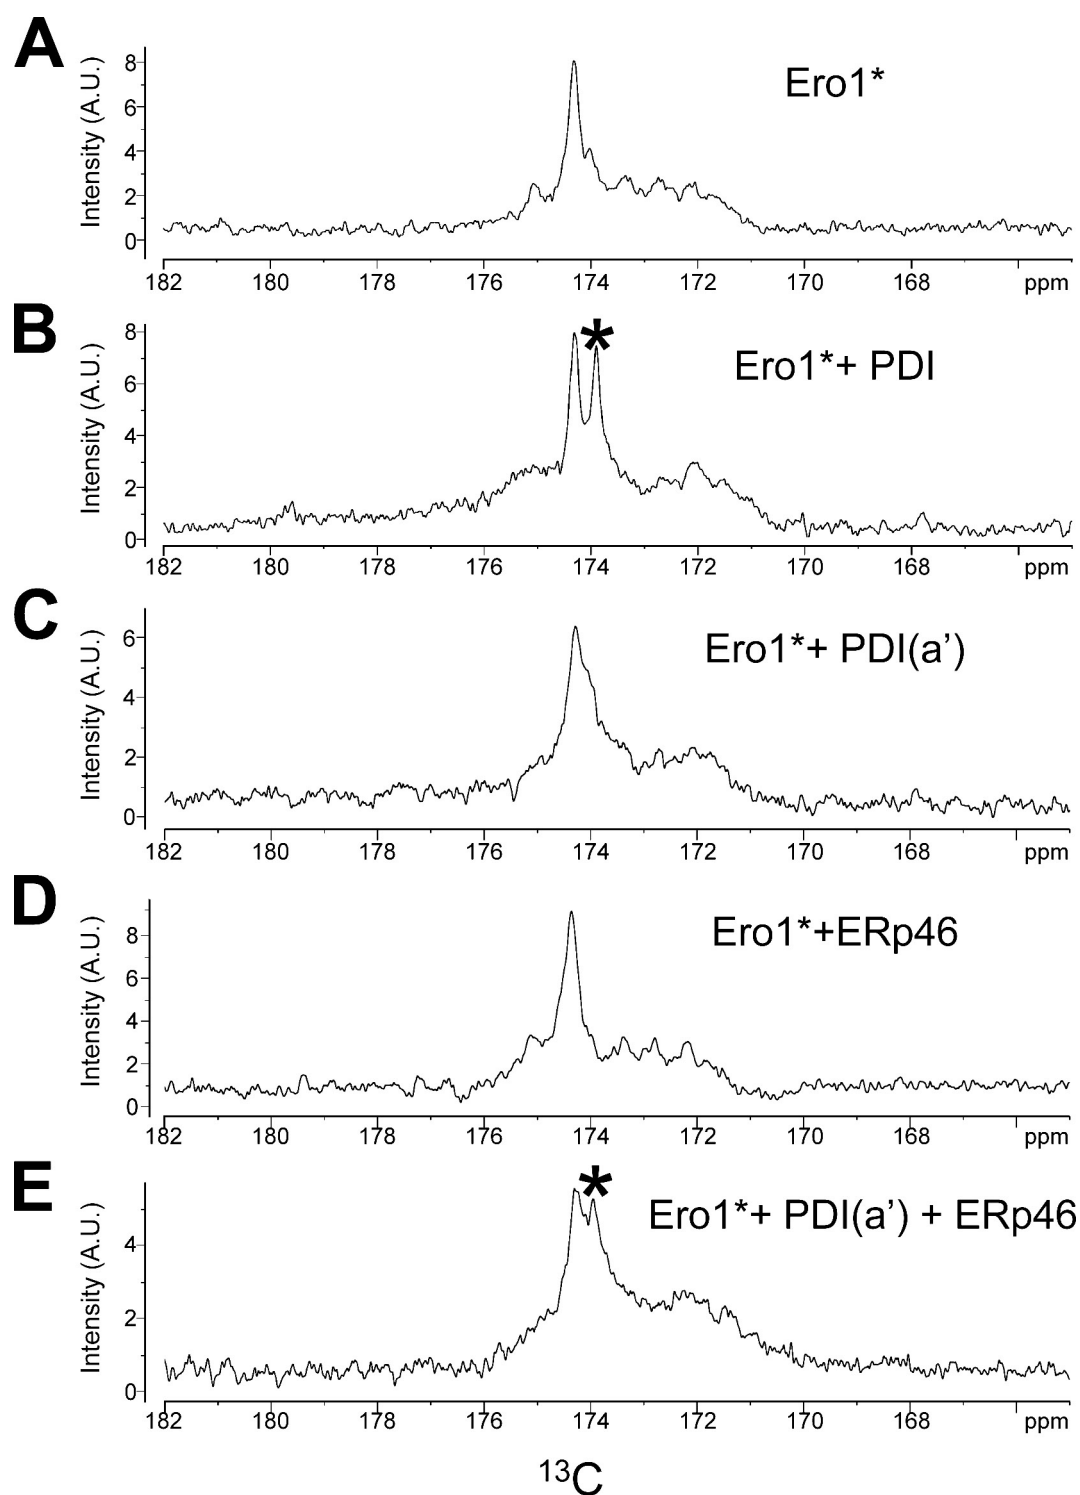 A
Intensity (A.U.)
8
6
4
2
0
Ero1*
182 180 178 176 174 172 170 168 ppm
B
Intensity (A.U.)
8
6
4
2
0
*
Ero1*+ PDI
182 180 178 176 174 172 170 168 ppm
C
Intensity (A.U.)
6
4
2
0
Ero1*+ PDI(a’)
182 180 178 176 174 172 170 168 ppm
D
Intensity (A.U.)
8
6
4
2
0
Ero1*+ERp46
182 180 178 176 174 172 170 168 ppm
E
Intensity (A.U.)
4
2
0
*
Ero1*+ PDI(a’) + ERp46
182 180 178 176 174 172 170 168 ppm
¹³C